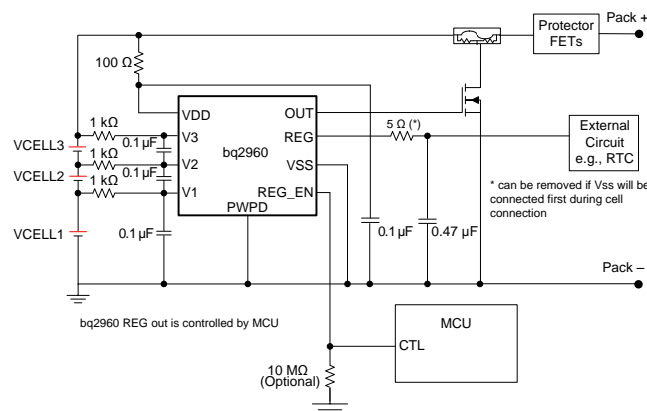 Pack +
Protector
FETs
100 Ω
VDD
OUT
1 kΩ
VCELL3
0.1 µF
V3
bq2960
REG
5 Ω (*)
External
Circuit
e.g., RTC
1 kΩ
V2
VSS
VCELL2
0.1 µF
1 kΩ
V1
REG_EN
PWPD
* can be removed if Vss will be
connected first during cell
connection
VCELL1
0.1 µF
0.1 µF
0.47 µF
Pack –
bq2960 REG out is controlled by MCU
MCU
CTL
10 MΩ
(Optional)